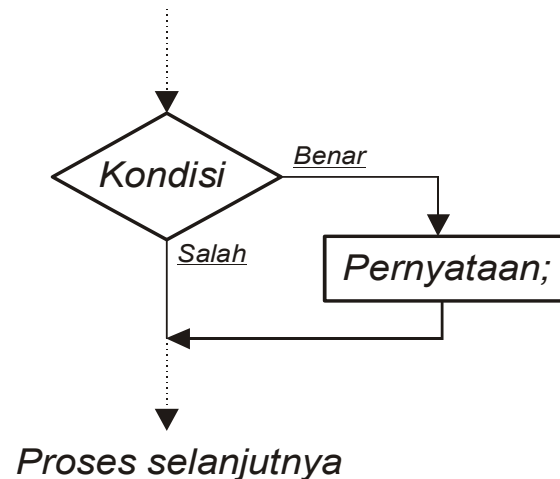 Benar
Kondisi
Salah
Pernyataan;
Proses selanjutnya